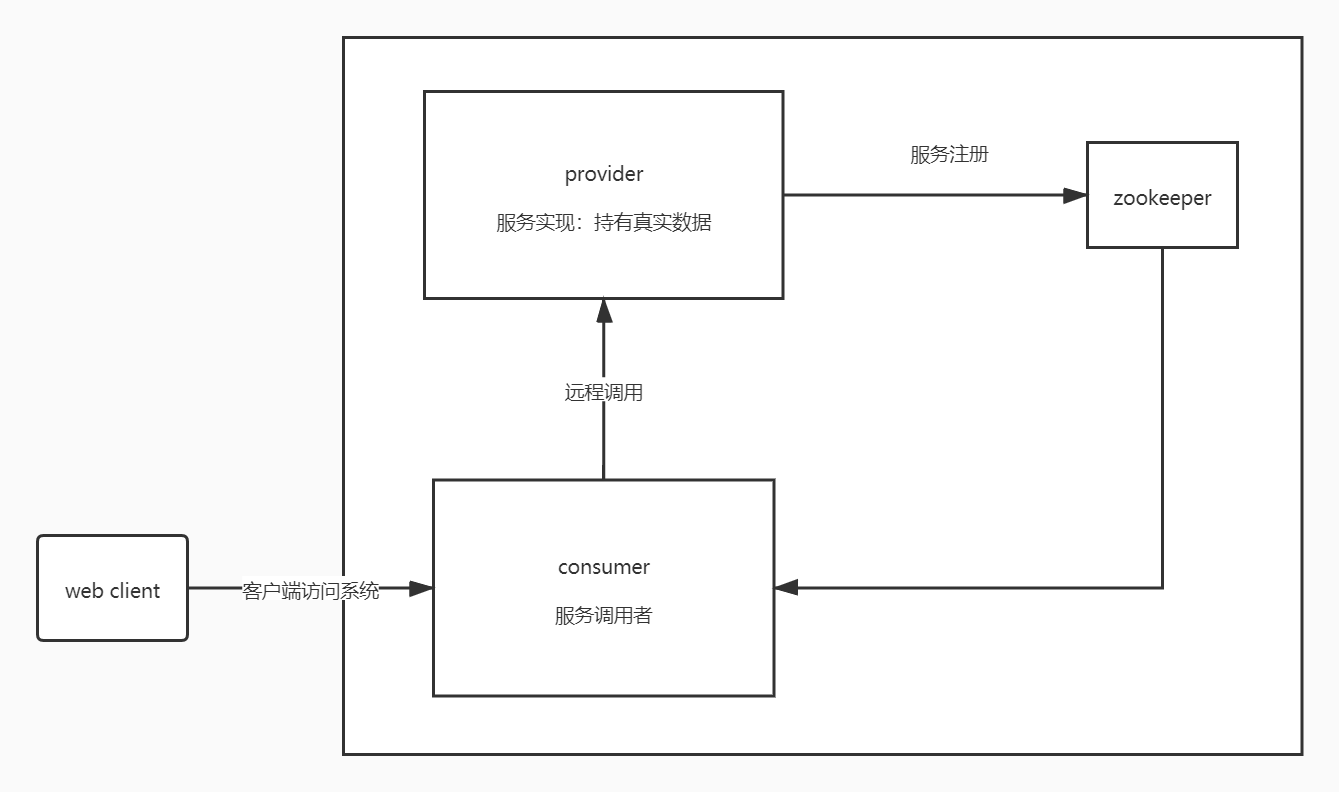 provider
服务实现：持有真实数据
服务注册
zookeeper
远程调用
web client
客户端访问系统
consumer
服务调用者